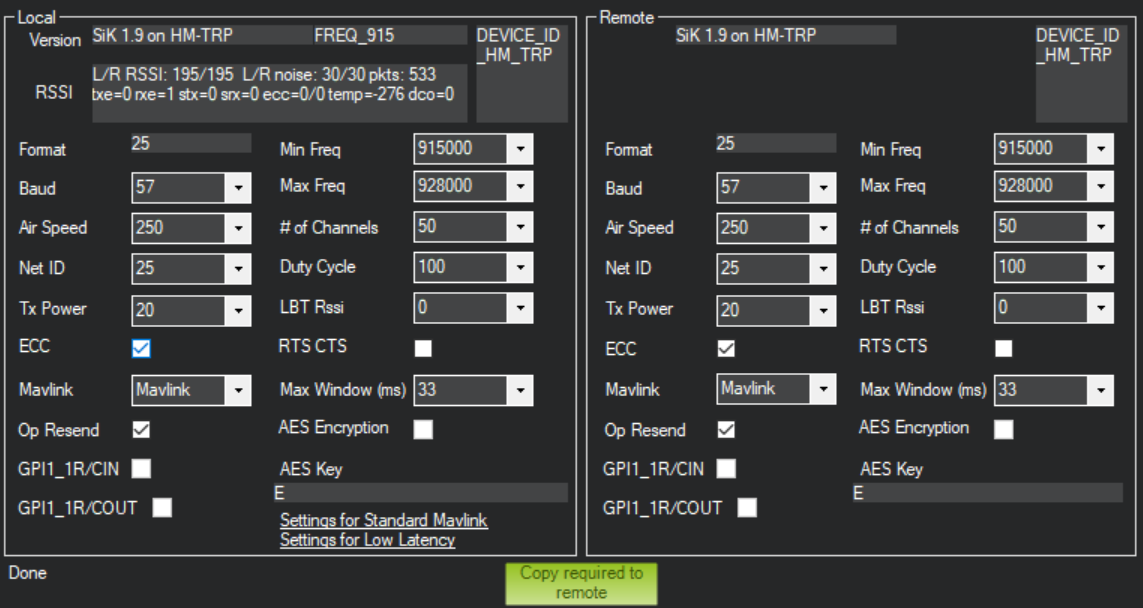 Local
Version SiK 1.9 on HM-TRP FREQ_915 DEVICE_ID
_HM_TRP
RSSI L/R RSSI: 195/195 L/R noise: 30/30 pkts: 533
txe=0 rxe=1 stx=0 srx=0 ecc=0/0 temp=-276 dco=0
Format 25 Min Freq 915000
Baud 57 Max Freq 928000
Air Speed 250 # of Channels 50
Net ID 25 Duty Cycle 100
Tx Power 20 LBT Rssi 0
ECC RTS CTS
Mavlink Mavlink Max Window (ms) 33
Op Resend AES Encryption
GPI1_1R/CIN AES Key
E
GPI1_1R/COUT
Settings for Standard Mavlink
Settings for Low Latency
Remote
SiK 1.9 on HM-TRP DEVICE_ID
_HM_TRP
Format 25 Min Freq 915000
Baud 57 Max Freq 928000
Air Speed 250 # of Channels 50
Net ID 25 Duty Cycle 100
Tx Power 20 LBT Rssi 0
ECC RTS CTS
Mavlink Mavlink Max Window (ms) 33
Op Resend AES Encryption
GPI1_1R/CIN AES Key
E
GPI1_1R/COUT
Done
Copy required to
remote